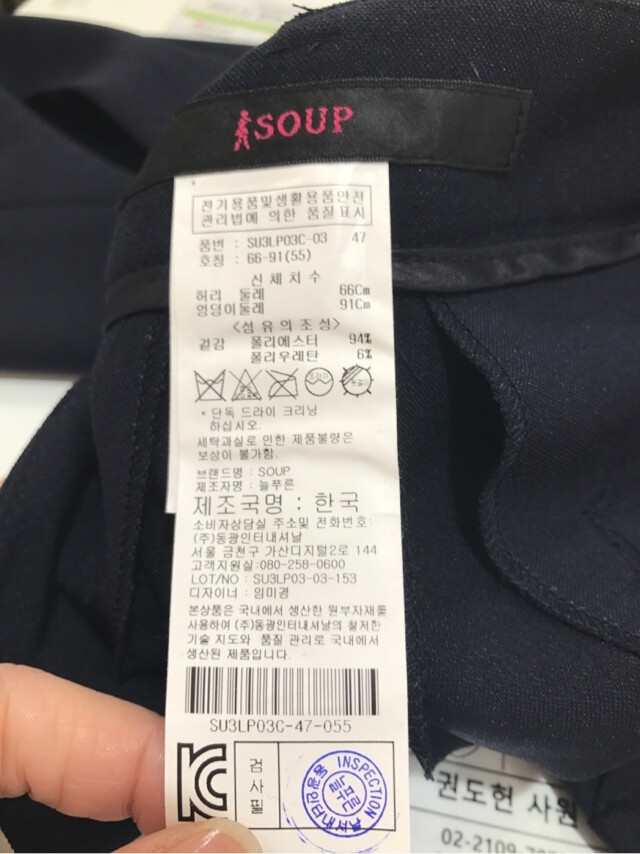 SOUP
전기용품및생활용품안전
관리법에 의한 품질표시
품번 : SU3LP03C-03 47
호칭 : 66-91(55)
신체치수
허리 둘레 66Cm
엉덩이둘레 91Cm
<섬유의조성>
겉감 폴리에스터 94%
폴리우레탄 6%
* 단독 드라이 크리닝
하십시오.
세탁과실로 인한 제품불량은
보상이 불가함.
브랜드명 : SOUP
제조자명 : 늘푸른
제조국명 : 한국
소비자상담실 주소및 전화번호:
(주)동광인터내셔날
서울 금천구 가산디지털2로 144
고객지원실:080-258-0600
LOT/NO : SU3LP03-03-153
디자이너 : 임미경
본상품은 국내에서 생산한 원부자재를
사용하여 (주)동광인터내셔날의 철저한
기술 지도와 품질 관리로 국내에서
생산된 제품입니다.
SU3LP03C-47-055
검사필
INSPECTION
늘푸른
권도현 사원
02-2109-